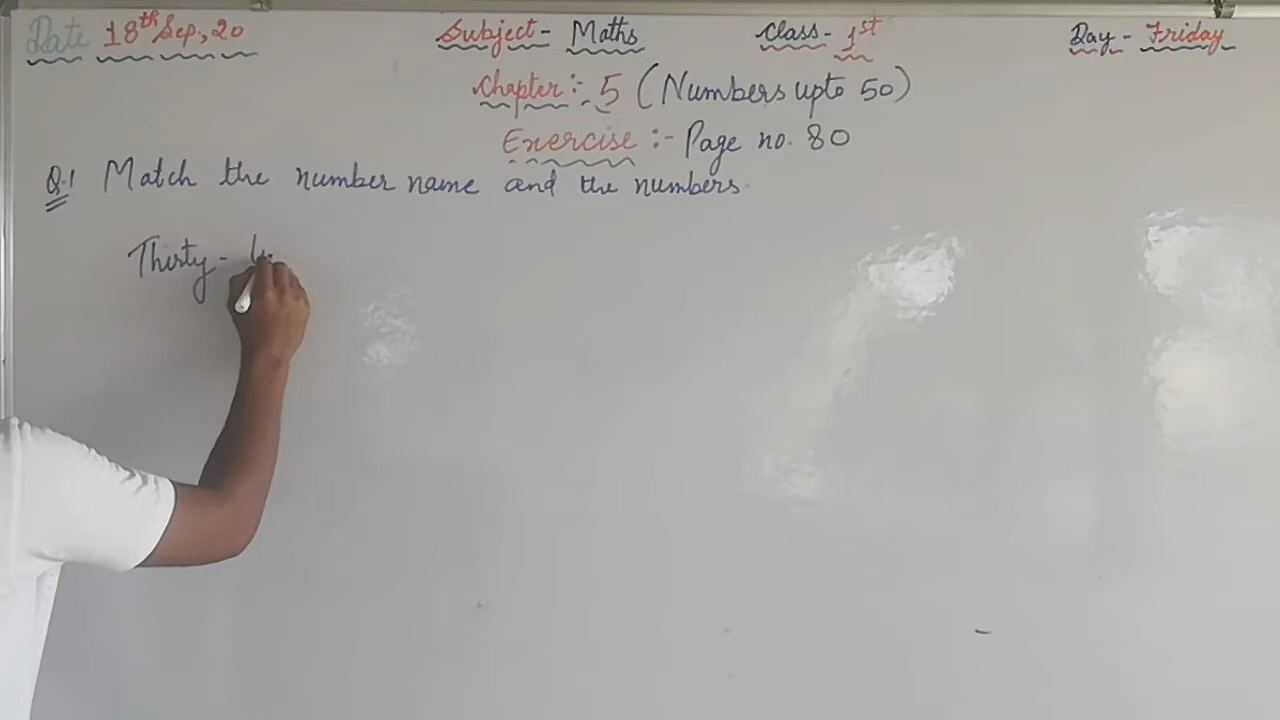 Date 18th Sep, 20 Subject- Maths Class- 1st Day - Friday
Chapter:- 5 (Numbers upto 50)
Exercise:- Page no. 80
Q.1 Match the number name and the numbers.
Thirty-